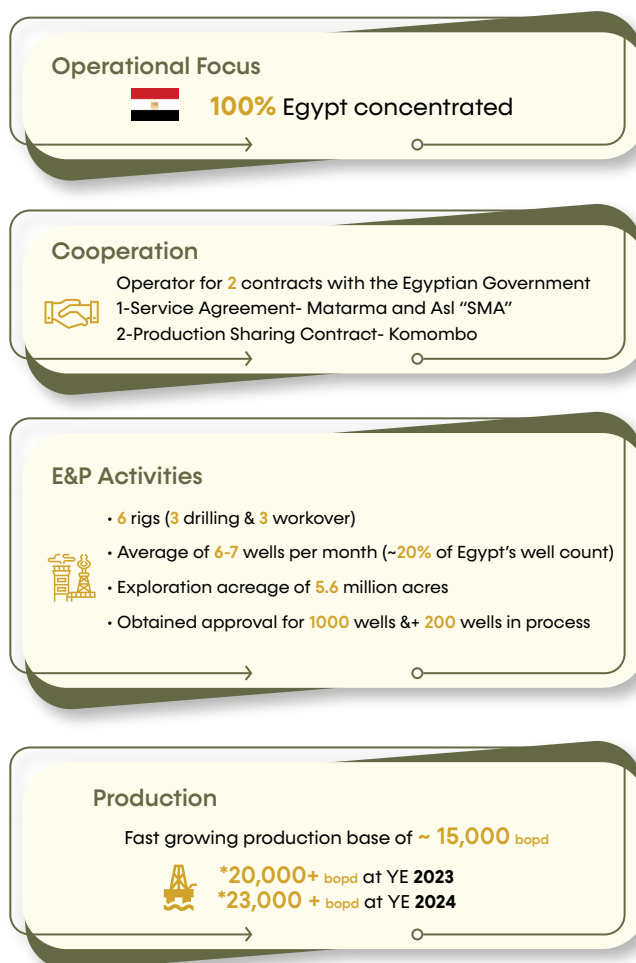 Operational Focus
100% Egypt concentrated
Cooperation
Operator for 2 contracts with the Egyptian Government
1-Service Agreement- Matarma and Asl “SMA”
2-Production Sharing Contract- Komombo
E&P Activities
• 6 rigs (3 drilling & 3 workover)
• Average of 6-7 wells per month (~20% of Egypt’s well count)
• Exploration acreage of 5.6 million acres
• Obtained approval for 1000 wells &+ 200 wells in process
Production
Fast growing production base of ~ 15,000 bopd
*20,000+ bopd at YE 2023
*23,000 + bopd at YE 2024